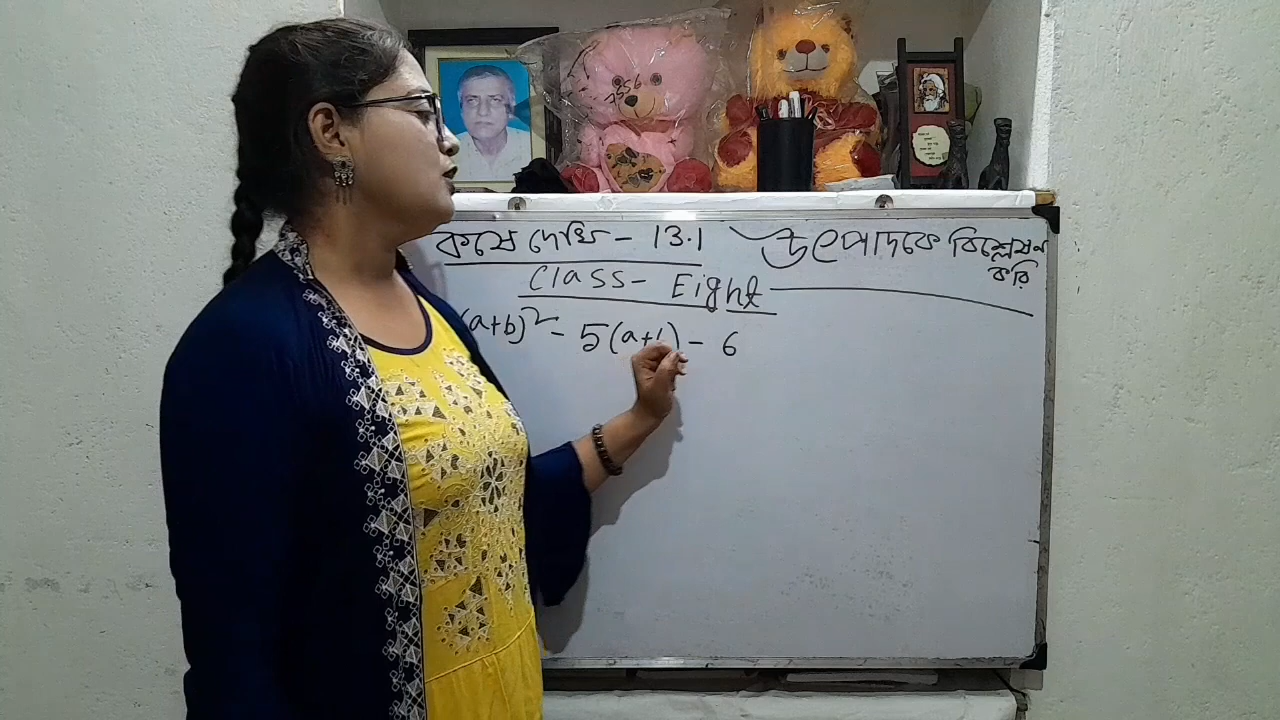 কষে দেখি - 13.1
উৎপাদকে বিশ্লেষণ
করি
Class - Eight
(a+b)² - 5(a+b) - 6